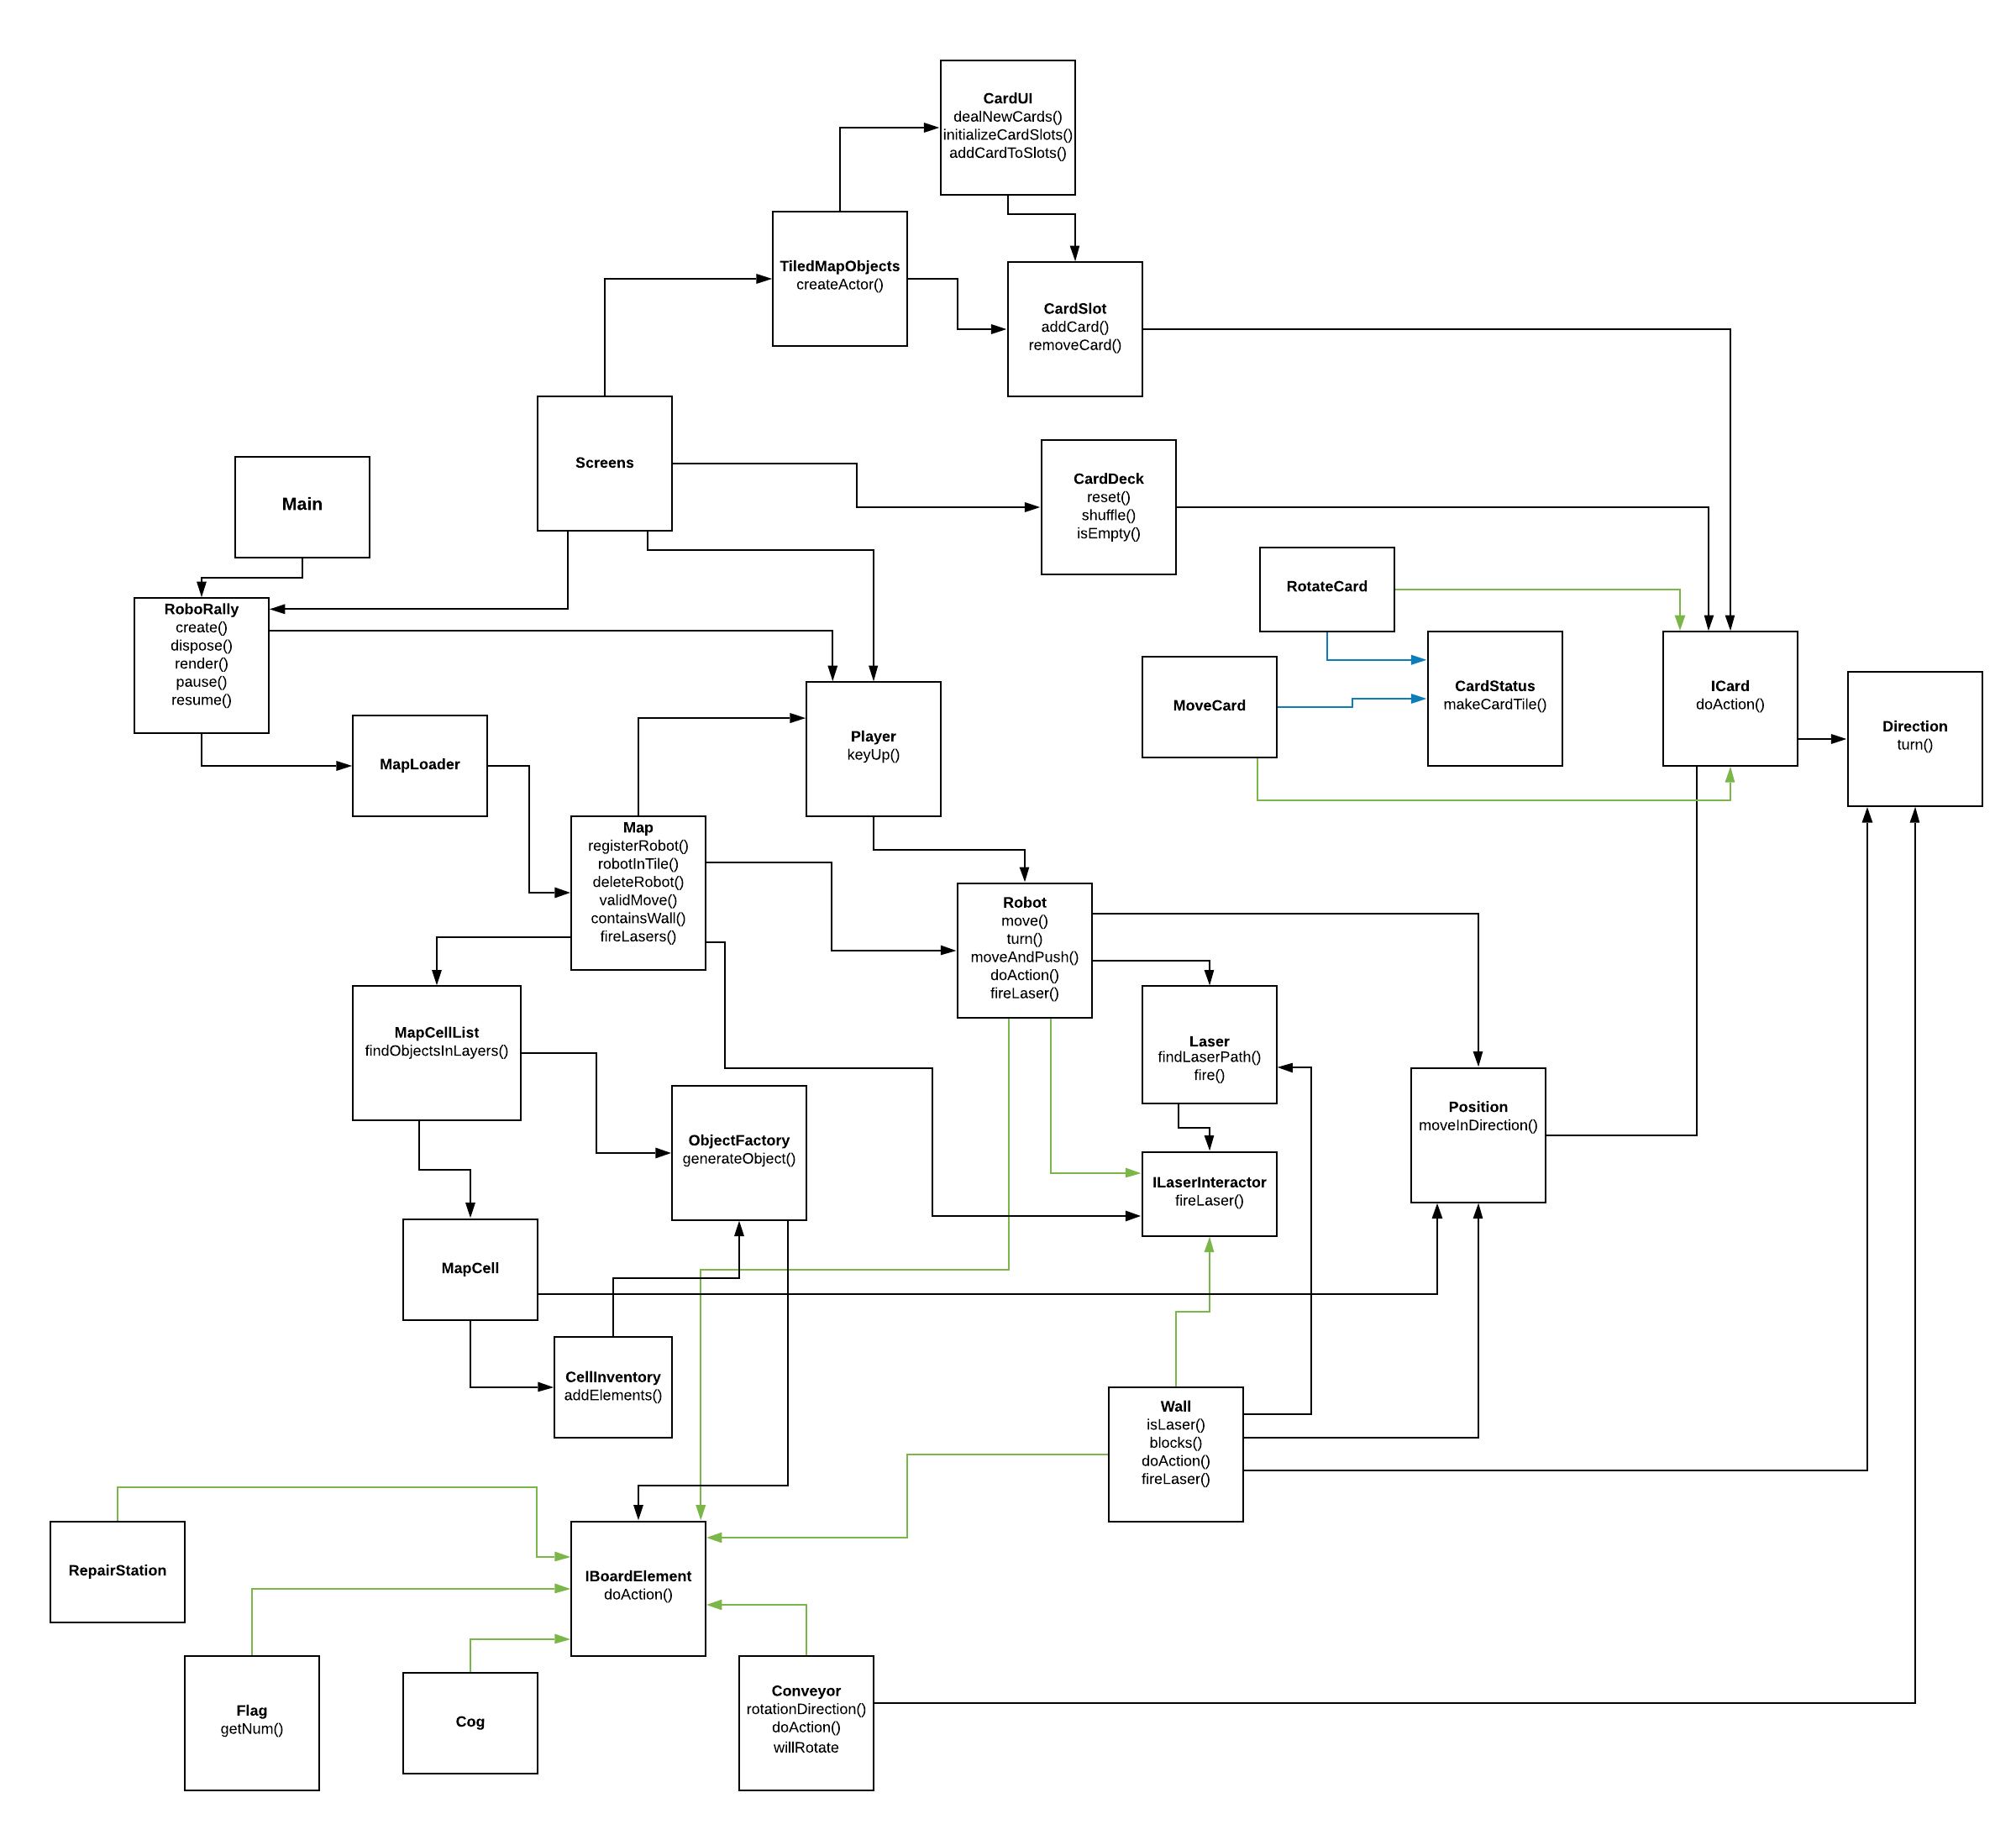 CardUI
dealNewCards()
initializeCardSlots()
addCardToSlots()
TiledMapObjects
createActor()
CardSlot
addCard()
removeCard()
Screens
Main
CardDeck
reset()
shuffle()
isEmpty()
RotateCard
RoboRally
create()
dispose()
render()
pause()
resume()
MoveCard
CardStatus
makeCardTile()
ICard
doAction()
Direction
turn()
Player
keyUp()
MapLoader
Map
registerRobot()
robotInTile()
deleteRobot()
validMove()
containsWall()
fireLasers()
Robot
move()
turn()
moveAndPush()
doAction()
fireLaser()
MapCellList
findObjectsInLayers()
Laser
findLaserPath()
fire()
Position
moveInDirection()
ObjectFactory
generateObject()
ILaserInteractor
fireLaser()
MapCell
CellInventory
addElements()
Wall
isLaser()
blocks()
doAction()
fireLaser()
RepairStation
IBoardElement
doAction()
Flag
getNum()
Cog
Conveyor
rotationDirection()
doAction()
willRotate